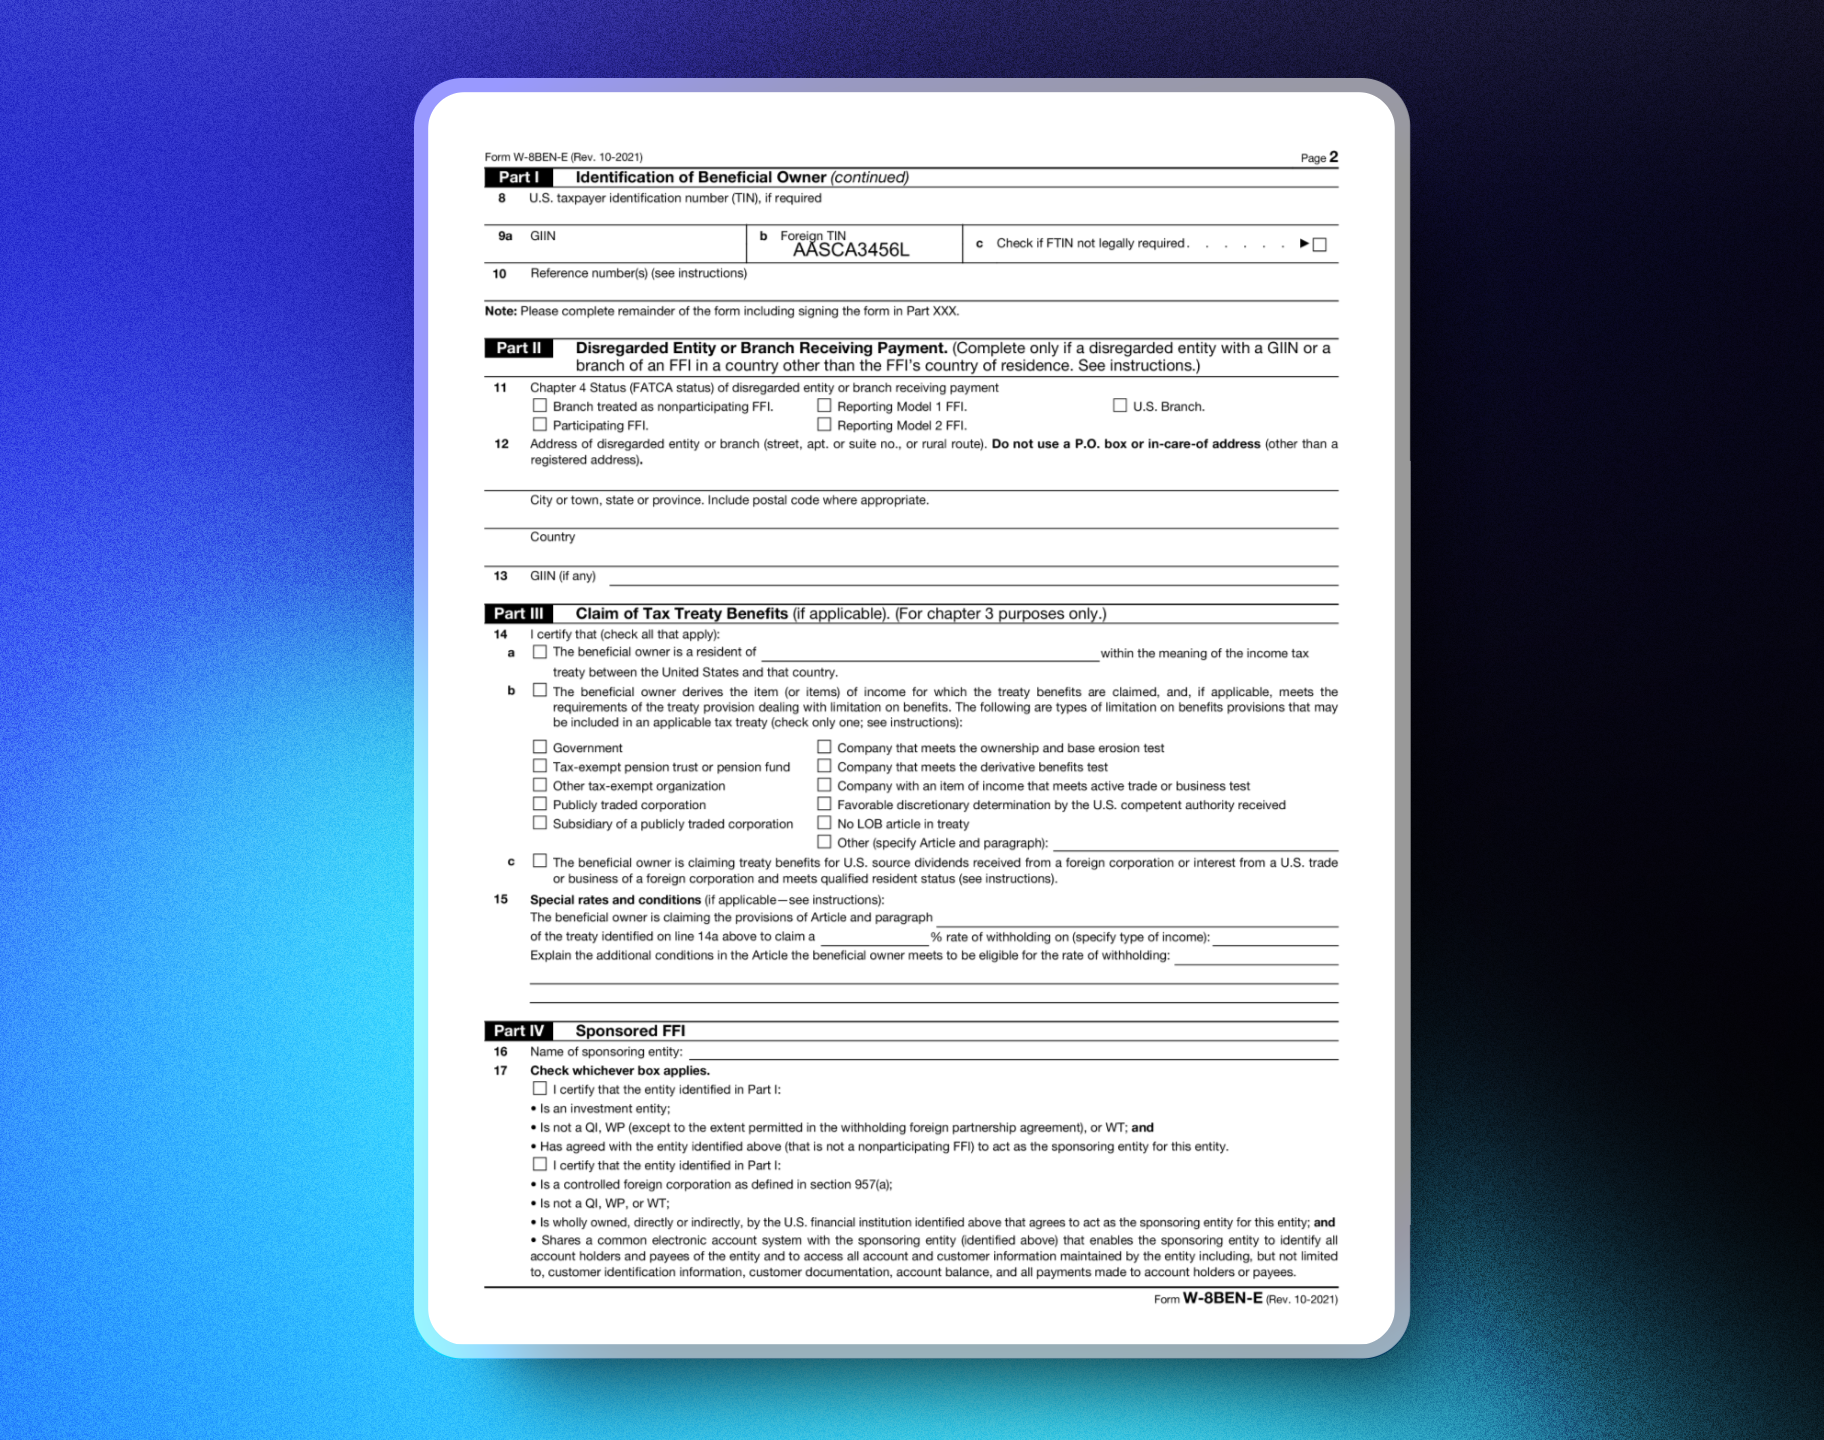 Form W-8BEN-E (Rev. 10-2021) Page 2
Part I Identification of Beneficial Owner (continued)
8 U.S. taxpayer identification number (TIN), if required
9a GIIN b Foreign TIN c Check if FTIN not legally required . . . . . ▶ ☐
AASCA3456L
10 Reference number(s) (see instructions)
Note: Please complete remainder of the form including signing the form in Part XXX.
Part II Disregarded Entity or Branch Receiving Payment. (Complete only if a disregarded entity with a GIIN or a
branch of an FFI in a country other than the FFI's country of residence. See instructions.)
11 Chapter 4 Status (FATCA status) of disregarded entity or branch receiving payment
☐ Branch treated as nonparticipating FFI. ☐ Reporting Model 1 FFI. ☐ U.S. Branch.
☐ Participating FFI. ☐ Reporting Model 2 FFI.
12 Address of disregarded entity or branch (street, apt. or suite no., or rural route). Do not use a P.O. box or in-care-of address (other than a
registered address).
City or town, state or province. Include postal code where appropriate.
Country
13 GIIN (if any)
Part III Claim of Tax Treaty Benefits (if applicable). (For chapter 3 purposes only.)
14 I certify that (check all that apply):
a ☐ The beneficial owner is a resident of within the meaning of the income tax
treaty between the United States and that country.
b ☐ The beneficial owner derives the item (or items) of income for which the treaty benefits are claimed, and, if applicable, meets the
requirements of the treaty provision dealing with limitation on benefits. The following are types of limitation on benefits provisions that may
be included in an applicable tax treaty (check only one; see instructions):
☐ Government ☐ Company that meets the ownership and base erosion test
☐ Tax-exempt pension trust or pension fund ☐ Company that meets the derivative benefits test
☐ Other tax-exempt organization ☐ Company with an item of income that meets active trade or business test
☐ Publicly traded corporation ☐ Favorable discretionary determination by the U.S. competent authority received
☐ Subsidiary of a publicly traded corporation ☐ No LOB article in treaty
☐ Other (specify Article and paragraph):
c ☐ The beneficial owner is claiming treaty benefits for U.S. source dividends received from a foreign corporation or interest from a U.S. trade
or business of a foreign corporation and meets qualified resident status (see instructions).
15 Special rates and conditions (if applicable—see instructions):
The beneficial owner is claiming the provisions of Article and paragraph
of the treaty identified on line 14a above to claim a % rate of withholding on (specify type of income):
Explain the additional conditions in the Article the beneficial owner meets to be eligible for the rate of withholding:
Part IV Sponsored FFI
16 Name of sponsoring entity:
17 Check whichever box applies.
☐ I certify that the entity identified in Part I:
• Is an investment entity;
• Is not a QI, WP (except to the extent permitted in the withholding foreign partnership agreement), or WT; and
• Has agreed with the entity identified above (that is not a nonparticipating FFI) to act as the sponsoring entity for this entity.
☐ I certify that the entity identified in Part I:
• Is a controlled foreign corporation as defined in section 957(a);
• Is not a QI, WP, or WT;
• Is wholly owned, directly or indirectly, by the U.S. financial institution identified above that agrees to act as the sponsoring entity for this entity; and
• Shares a common electronic account system with the sponsoring entity (identified above) that enables the sponsoring entity to identify all
account holders and payees of the entity and to access all account and customer information maintained by the entity including, but not limited
to, customer identification information, customer documentation, account balance, and all payments made to account holders or payees.
Form W-8BEN-E (Rev. 10-2021)